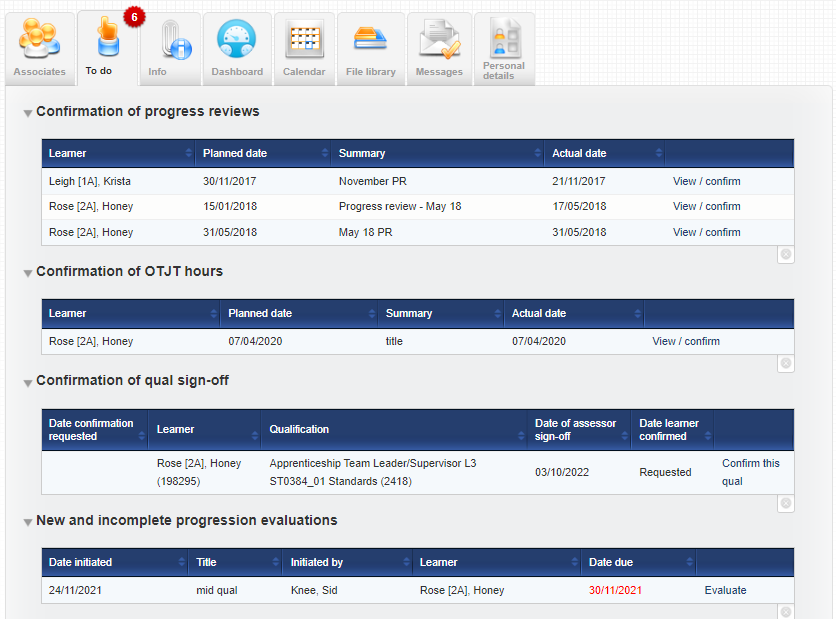 6
Associates To do Info Dashboard Calendar File library Messages Personal details
Confirmation of progress reviews
Learner Planned date Summary Actual date
Leigh [1A], Krista 30/11/2017 November PR 21/11/2017 View / confirm
Rose [2A], Honey 15/01/2018 Progress review - May 18 17/05/2018 View / confirm
Rose [2A], Honey 31/05/2018 May 18 PR 31/05/2018 View / confirm
Confirmation of OTJT hours
Learner Planned date Summary Actual date
Rose [2A], Honey 07/04/2020 title 07/04/2020 View / confirm
Confirmation of qual sign-off
Date confirmation requested Learner Qualification Date of assessor sign-off Date learner confirmed
Rose [2A], Honey (198295) Apprenticeship Team Leader/Supervisor L3 ST0384_01 Standards (2418) 03/10/2022 Requested Confirm this qual
New and incomplete progression evaluations
Date initiated Title Initiated by Learner Date due
24/11/2021 mid qual Knee, Sid Rose [2A], Honey 30/11/2021 Evaluate